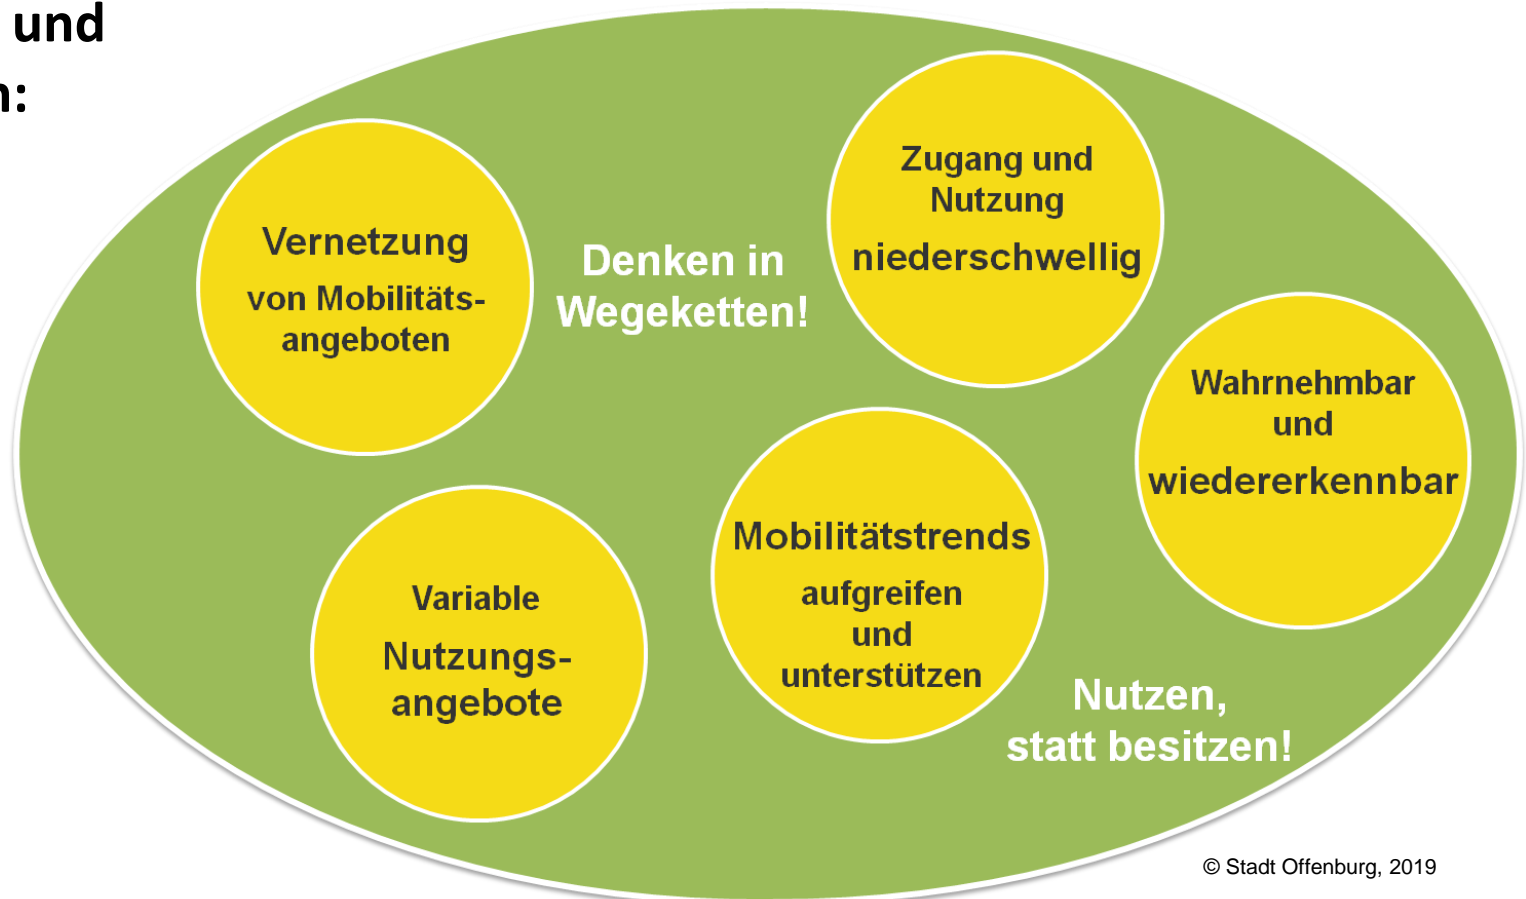 und
n:
Vernetzung
von Mobilitäts-
angeboten
Denken in
Wegeketten!
Zugang und
Nutzung
niederschwellig
Wahrnehmbar
und
wiedererkennbar
Variable
Nutzungs-
angebote
Mobilitätstrends
aufgreifen
und
unterstützen
Nutzen,
statt besitzen!
© Stadt Offenburg, 2019